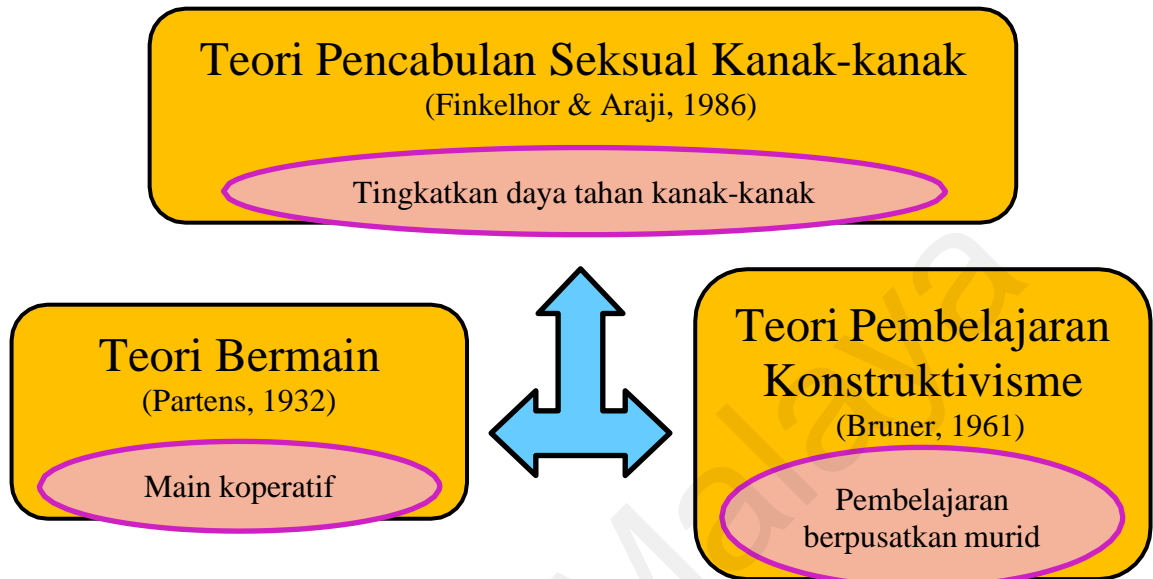 Teori Pencabulan Seksual Kanak-kanak
(Finkelhor & Araji, 1986)
Tingkatkan daya tahan kanak-kanak
Teori Bermain
(Partens, 1932)
Main koperatif
Teori Pembelajaran
Konstruktivisme
(Bruner, 1961)
Pembelajaran
berpusatkan murid
Malaya